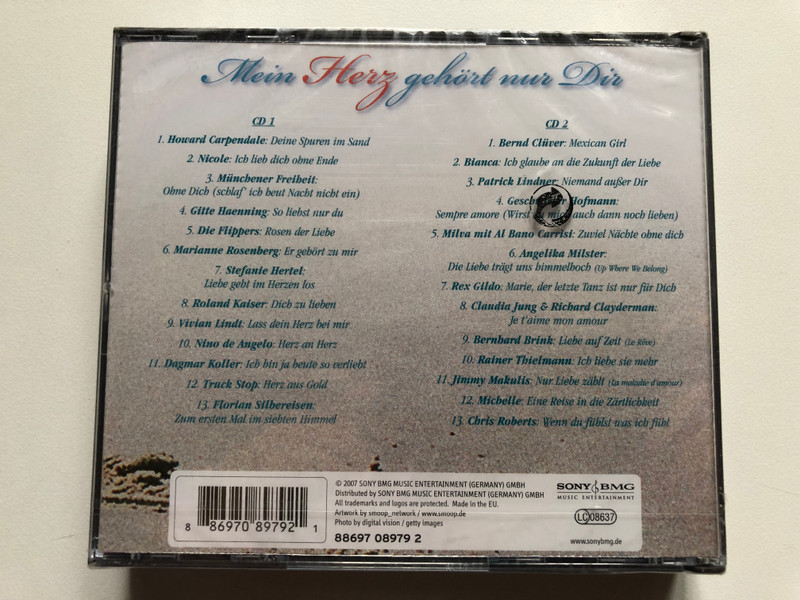 Mein Herz gehört nur Dir
CD 1
1. Howard Carpendale: Deine Spuren im Sand
2. Nicole: Ich lieb dich ohne Ende
3. Münchener Freiheit:
Ohne Dich (schlaf' ich heut Nacht nicht ein)
4. Gitte Haenning: So liebst nur du
5. Die Flippers: Rosen der Liebe
6. Marianne Rosenberg: Er gehört zu mir
7. Stefanie Hertel:
Liebe geht im Herzen los
8. Roland Kaiser: Dich zu lieben
9. Vivian Lindt: Lass dein Herz bei mir
10. Nino de Angelo: Herz an Herz
11. Dagmar Koller: Ich bin ja heute so verliebt
12. Truck Stop: Herz aus Gold
13. Florian Silbereisen:
Zum ersten Mal im siebten Himmel
CD 2
1. Bernd Clüver: Mexican Girl
2. Bianca: Ich glaube an die Zukunft der Liebe
3. Patrick Lindner: Niemand außer Dir
4. Hofmann:
Sempre amore (Wirst auch dann noch lieben)
5. Milva mit Al Bano Carrisi: Zuviel Nächte ohne dich
6. Angelika Milster:
Die Liebe trägt uns himmelhoch (Up Where We Belong)
7. Rex Gildo: Marie, der letzte Tanz ist nur für Dich
8. Claudia Jung & Richard Clayderman:
Je t'aime mon amour
9. Bernhard Brink: Liebe auf Zeit (Le Rêve)
10. Rainer Thielmann: Ich liebe sie mehr
11. Jimmy Makulis: Nur Liebe zählt (La maladie d'amour)
12. Michelle: Eine Reise in die Zärtlichkeit
13. Chris Roberts: Wenn du fühlst was ich fühl
8 86970 89792 1
© 2007 SONY BMG MUSIC ENTERTAINMENT (GERMANY) GMBH
Distributed by SONY BMG MUSIC ENTERTAINMENT (GERMANY) GMBH
All trademarks and logos are protected. Made in the EU.
Artwork by smoop_network / www.smoop.de
Photo by digital vision / getty images
88697 08979 2
SONY BMG
MUSIC ENTERTAINMENT
LC 08637
www.sonybmg.de